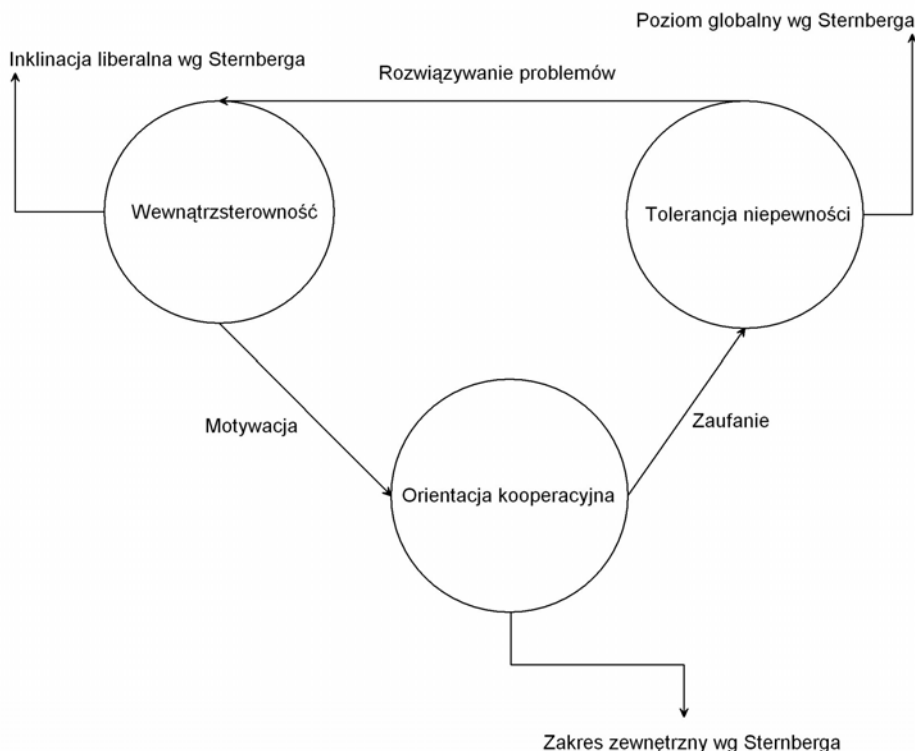 Poziom globalny wg Sternberga
Inklinacja liberalna wg Sternberga
Rozwiązywanie problemów
Wewnątrzsterowność
Tolerancja niepewności
Motywacja
Zaufanie
Orientacja kooperacyjna
Zakres zewnętrzny wg Sternberga